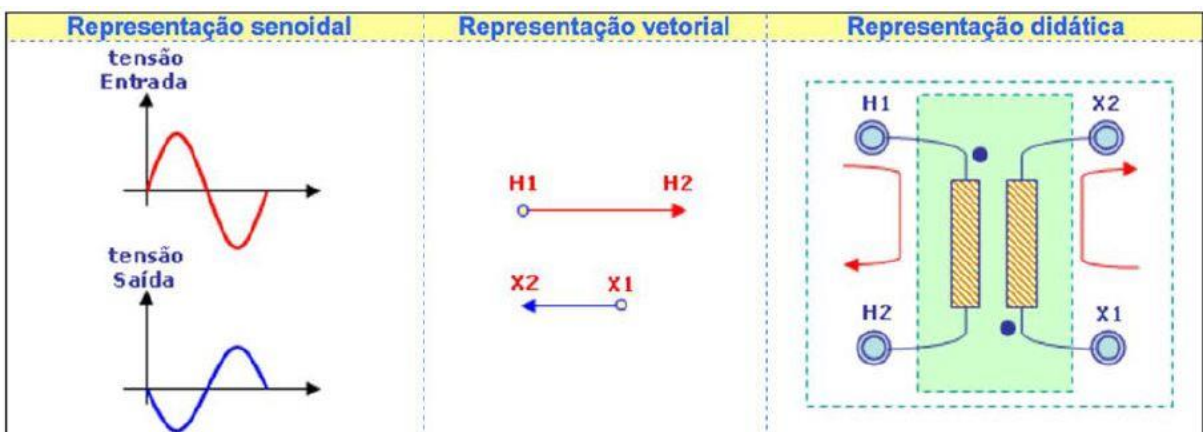 Representação senoidal
Representação vetorial
Representação didática
tensão
Entrada
tensão
Saída
H1 H2
X2 X1
H1 X2
H2 X1